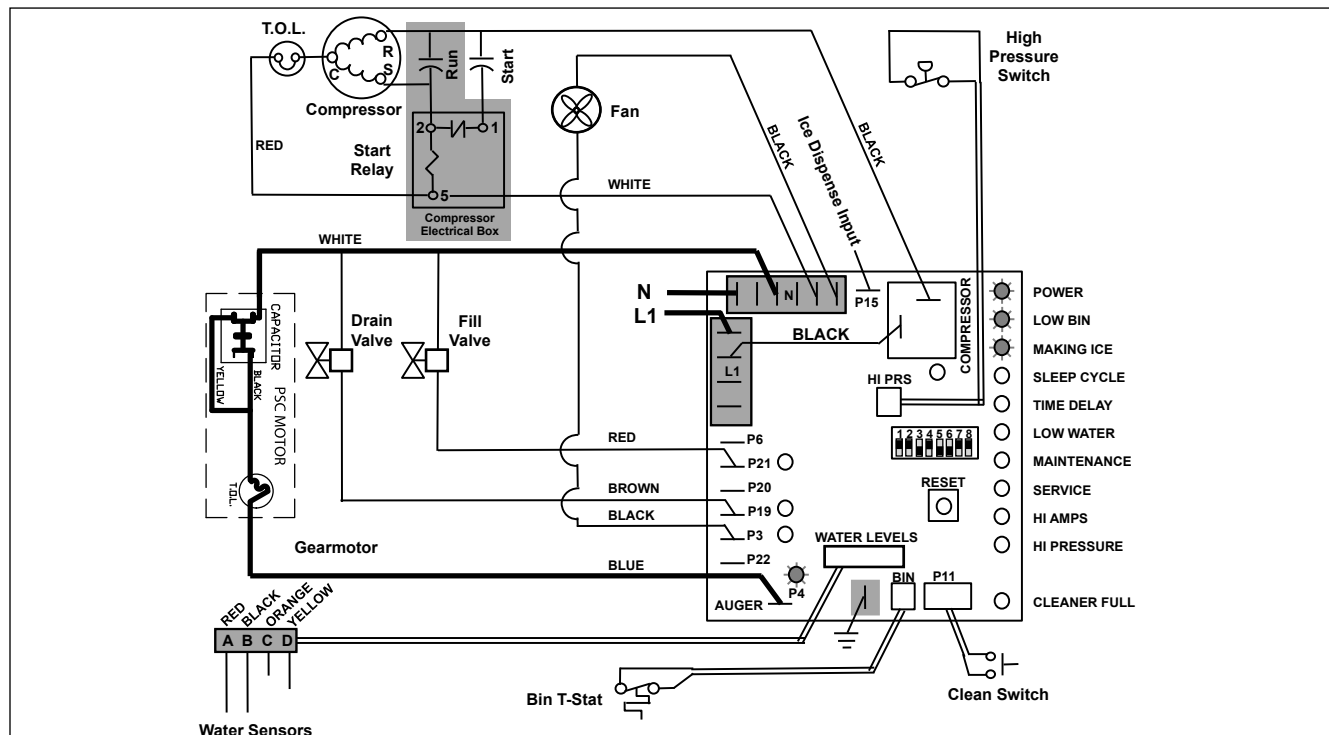 T.O.L.
R
S
C
Compressor
Run
Start
RED
2
1
Start
Relay
5
Compressor
Electrical Box
Fan
BLACK
BLACK
Ice Dispense Input
High
Pressure
Switch
WHITE
WHITE
N
L1
N
L1
P15
COMPRESSOR
BLACK
HI PRS
Drain
Valve
Fill
Valve
CAPACITOR
YELLOW
BLACK
PSC MOTOR
T.O.L.
Gearmotor
RED
BROWN
BLACK
BLUE
P6
P21
P20
P19
P3
P22
P4
AUGER
1 2 3 4 5 6 7 8
RESET
WATER LEVELS
BIN
P11
POWER
LOW BIN
MAKING ICE
SLEEP CYCLE
TIME DELAY
LOW WATER
MAINTENANCE
SERVICE
HI AMPS
HI PRESSURE
CLEANER FULL
RED
BLACK
ORANGE
YELLOW
A B C D
Water Sensors
Bin T-Stat
Clean Switch